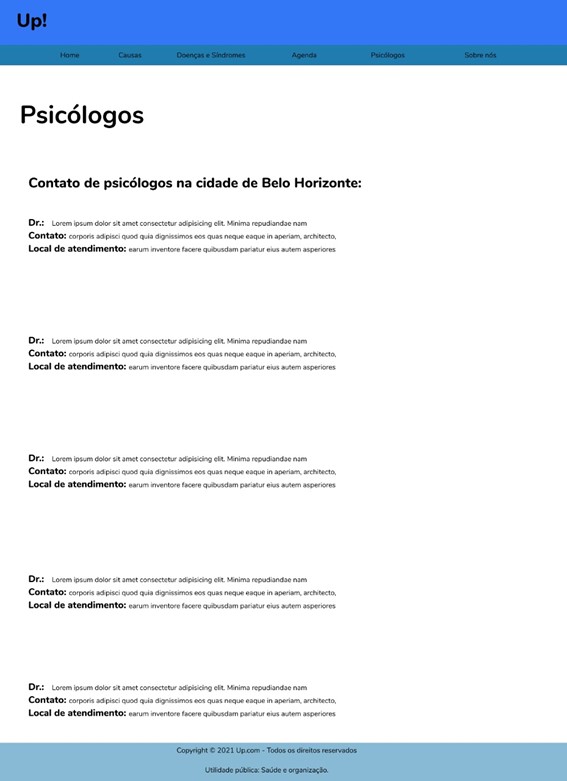 Up!
Home Causas Doenças e Síndromes Agenda Psicólogos Sobre nós
Psicólogos
Contato de psicólogos na cidade de Belo Horizonte:
Dr.: Lorem ipsum dolor sit amet consectetur adipisicing elit. Minima repudiandae nam
Contato: corporis adipisci quod quia dignissimos eos quas neque eaque in aperiam, architecto,
Local de atendimento: earum inventore facere quibusdam pariatur eius autem asperiores
Dr.: Lorem ipsum dolor sit amet consectetur adipisicing elit. Minima repudiandae nam
Contato: corporis adipisci quod quia dignissimos eos quas neque eaque in aperiam, architecto,
Local de atendimento: earum inventore facere quibusdam pariatur eius autem asperiores
Dr.: Lorem ipsum dolor sit amet consectetur adipisicing elit. Minima repudiandae nam
Contato: corporis adipisci quod quia dignissimos eos quas neque eaque in aperiam, architecto,
Local de atendimento: earum inventore facere quibusdam pariatur eius autem asperiores
Dr.: Lorem ipsum dolor sit amet consectetur adipisicing elit. Minima repudiandae nam
Contato: corporis adipisci quod quia dignissimos eos quas neque eaque in aperiam, architecto,
Local de atendimento: earum inventore facere quibusdam pariatur eius autem asperiores
Dr.: Lorem ipsum dolor sit amet consectetur adipisicing elit. Minima repudiandae nam
Contato: corporis adipisci quod quia dignissimos eos quas neque eaque in aperiam, architecto,
Local de atendimento: earum inventore facere quibusdam pariatur eius autem asperiores
Copyright © 2021 Up.com - Todos os direitos reservados
Utilidade pública: Saúde e organização.